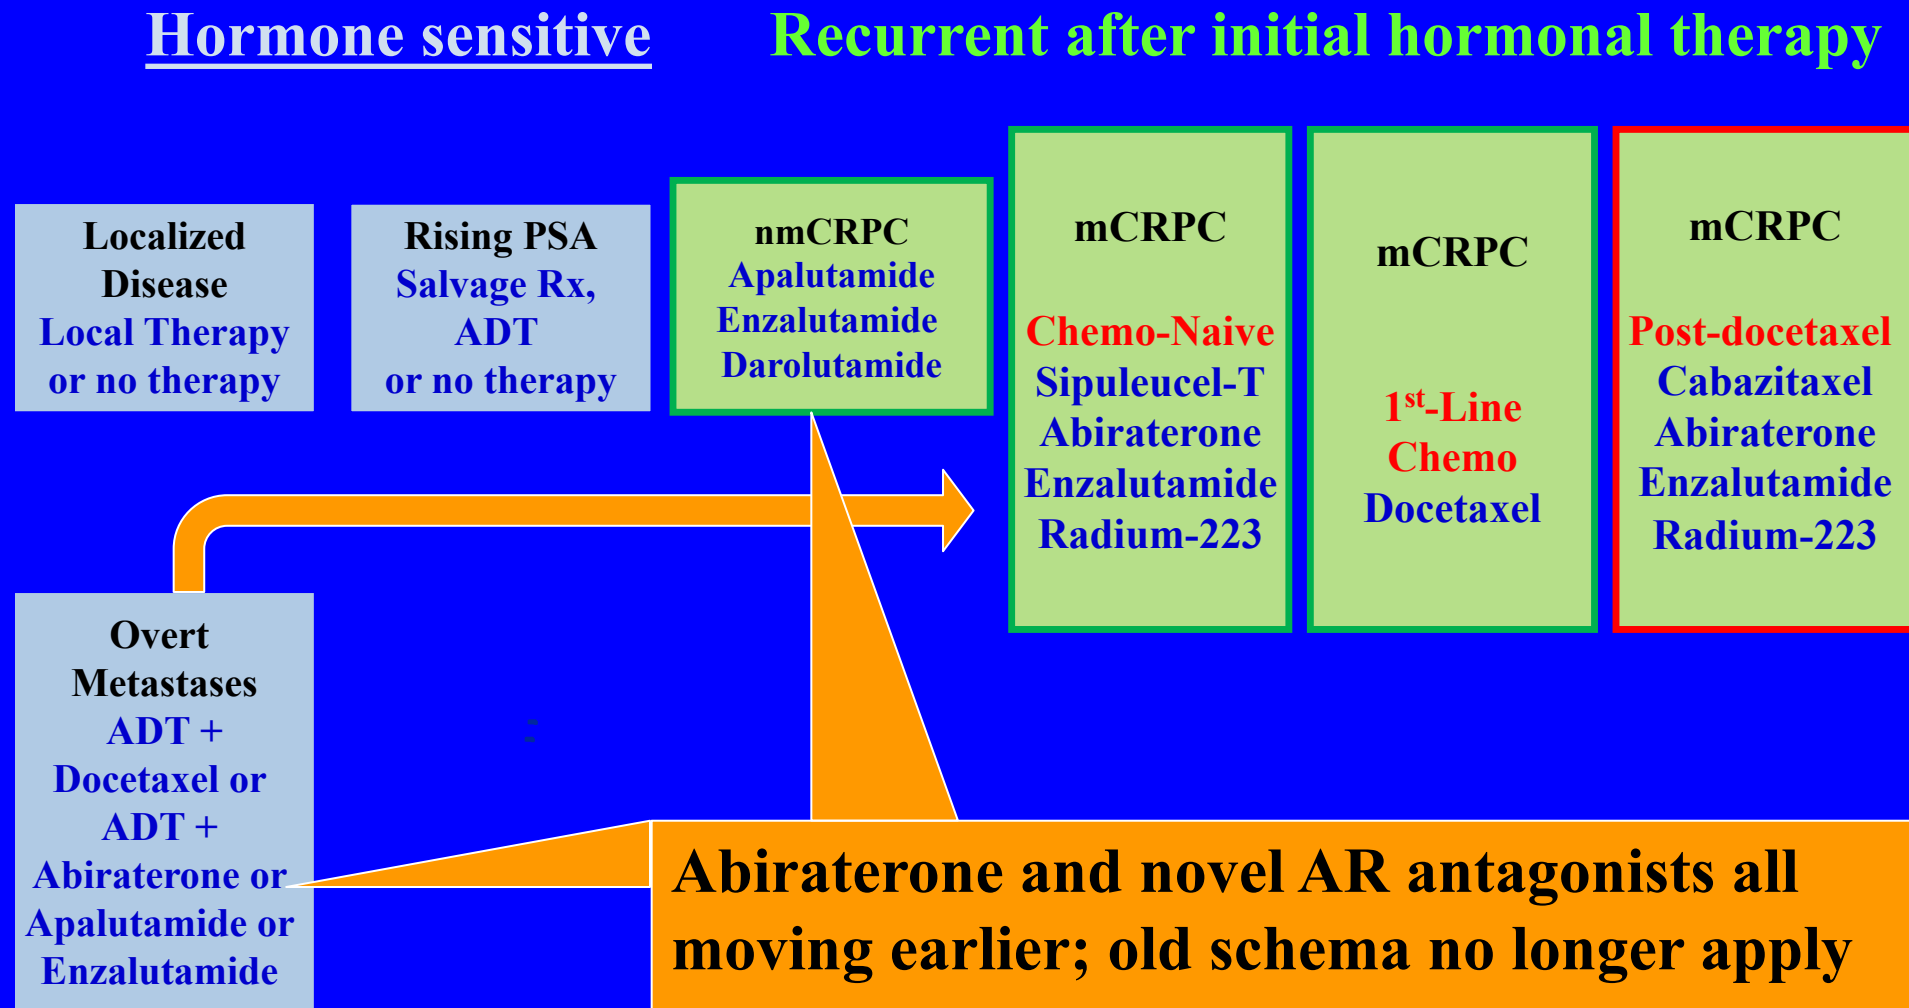 Hormone sensitive
Recurrent after initial hormonal therapy
Localized
Disease
Local Therapy
or no therapy
Rising PSA
Salvage Rx,
ADT
or no therapy
nmCRPC
Apalutamide
Enzalutamide
Darolutamide
mCRPC
Chemo-Naive
Sipuleucel-T
Abiraterone
Enzalutamide
Radium-223
mCRPC
1st-Line
Chemo
Docetaxel
mCRPC
Post-docetaxel
Cabazitaxel
Abiraterone
Enzalutamide
Radium-223
Overt
Metastases
ADT +
Docetaxel or
ADT +
Abiraterone or
Apalutamide or
Enzalutamide
Abiraterone and novel AR antagonists all
moving earlier; old schema no longer apply